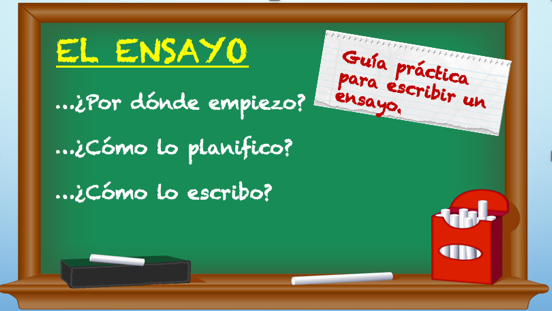 EL ENSAYO
...¿Por dónde empiezo?
...¿Cómo lo planifico?
...¿Cómo lo escribo?
Guía práctica
para escribir un
ensayo.